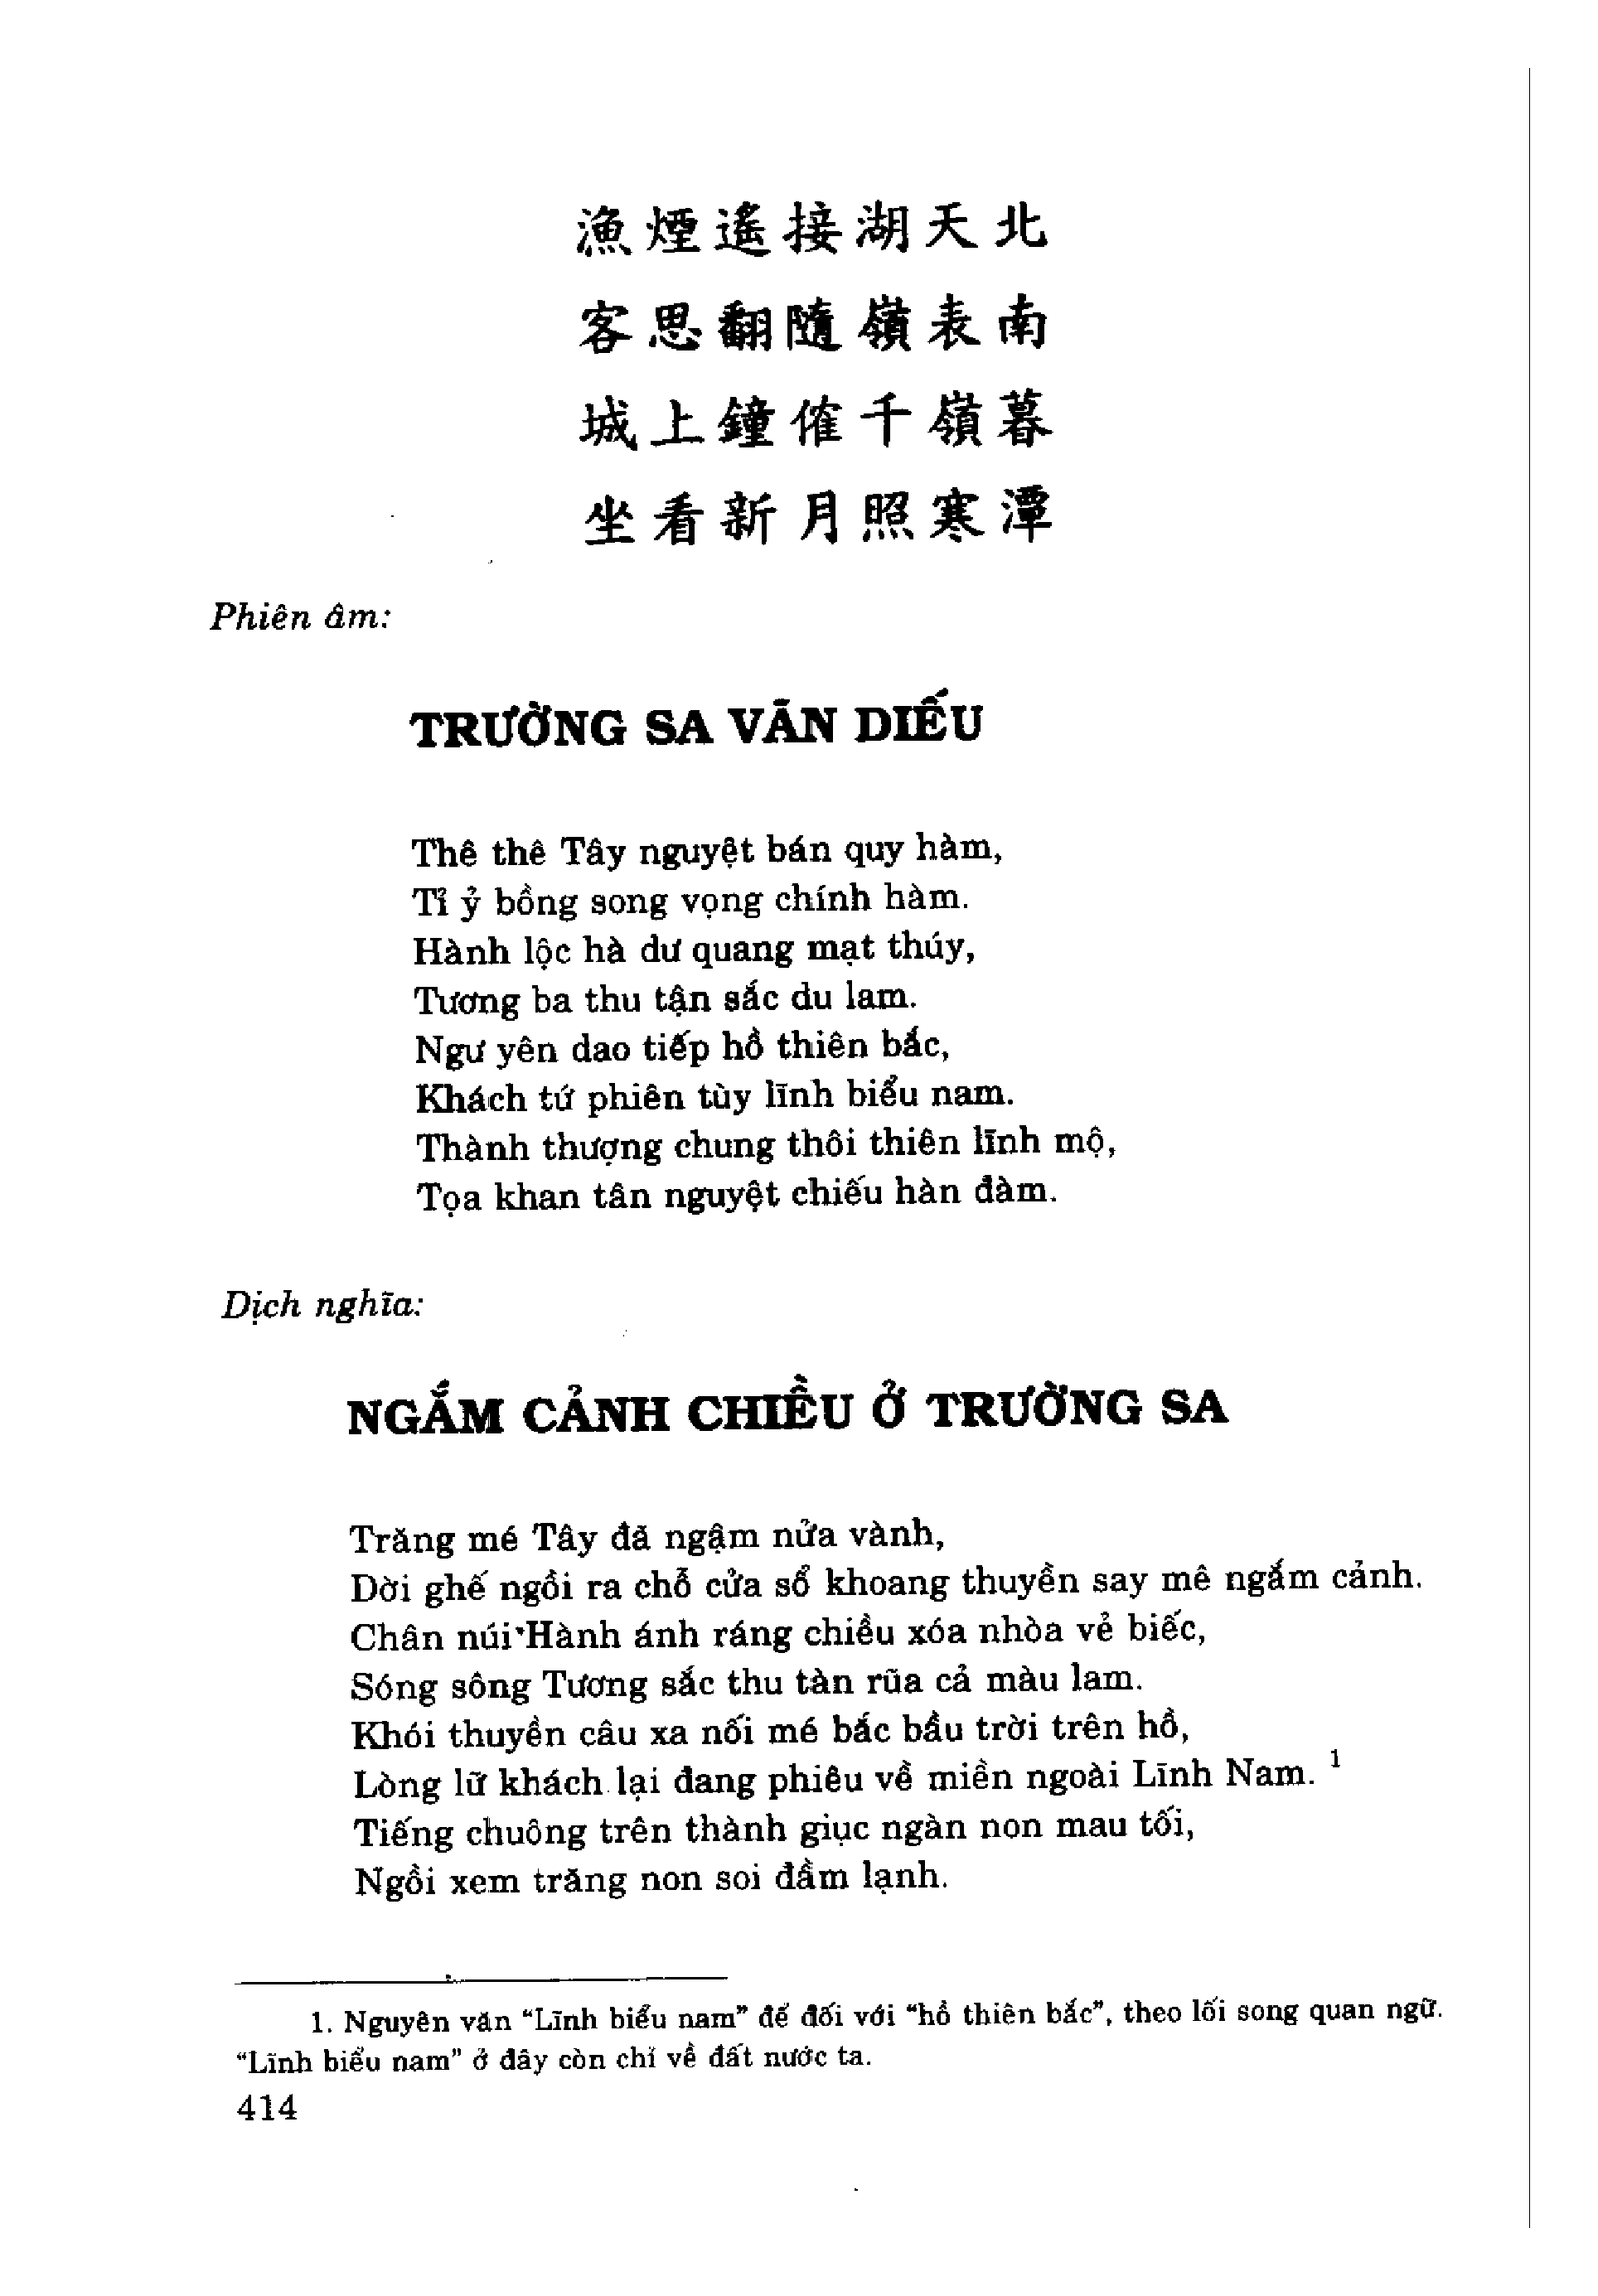 漁煙遙接湖天北
客思翻隨嶺表南
城上鐘催千嶺暮
坐看新月照寒潭
Phiên âm:
TRƯỜNG SA VÃN DIẾU
Thê thê Tây nguyệt bán quy hàm,
Tỉ ỷ bồng song vọng chính hàm.
Hành lộc hà dư quang mạt thúy,
Tương ba thu tận sắc du lam.
Ngư yên dao tiếp hồ thiên bắc,
Khách tứ phiên tùy lĩnh biểu nam.
Thành thượng chung thôi thiên lĩnh mộ,
Tọa khan tân nguyệt chiếu hàn đàm.
Dịch nghĩa:
NGẮM CẢNH CHIỀU Ở TRƯỜNG SA
Trăng mé Tây đã ngậm nửa vành,
Dời ghế ngồi ra chỗ cửa sổ khoang thuyền say mê ngắm cảnh.
Chân núi Hành ánh ráng chiều xóa nhòa vẻ biếc,
Sóng sông Tương sắc thu tàn rũa cả màu lam.
Khói thuyền câu xa nối mé bắc bầu trời trên hồ,
Lòng lữ khách lại đang phiêu về miền ngoài Lĩnh Nam. 1
Tiếng chuông trên thành giục ngàn non mau tối,
Ngồi xem trăng non soi đầm lạnh.
1. Nguyên văn “Lĩnh biểu nam” để đối với “hồ thiên bắc”, theo lối song quan ngữ.
“Lĩnh biểu nam” ở đây còn chỉ về đất nước ta.
414